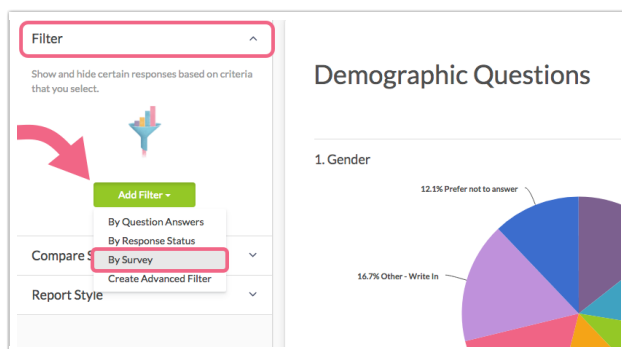 Filter
Show and hide certain responses based on criteria
that you select.
Add Filter
By Question Answers
By Response Status
By Survey
Create Advanced Filter
Compare S
Report Style
Demographic Questions
1. Gender
12.1% Prefer not to answer
16.7% Other - Write In